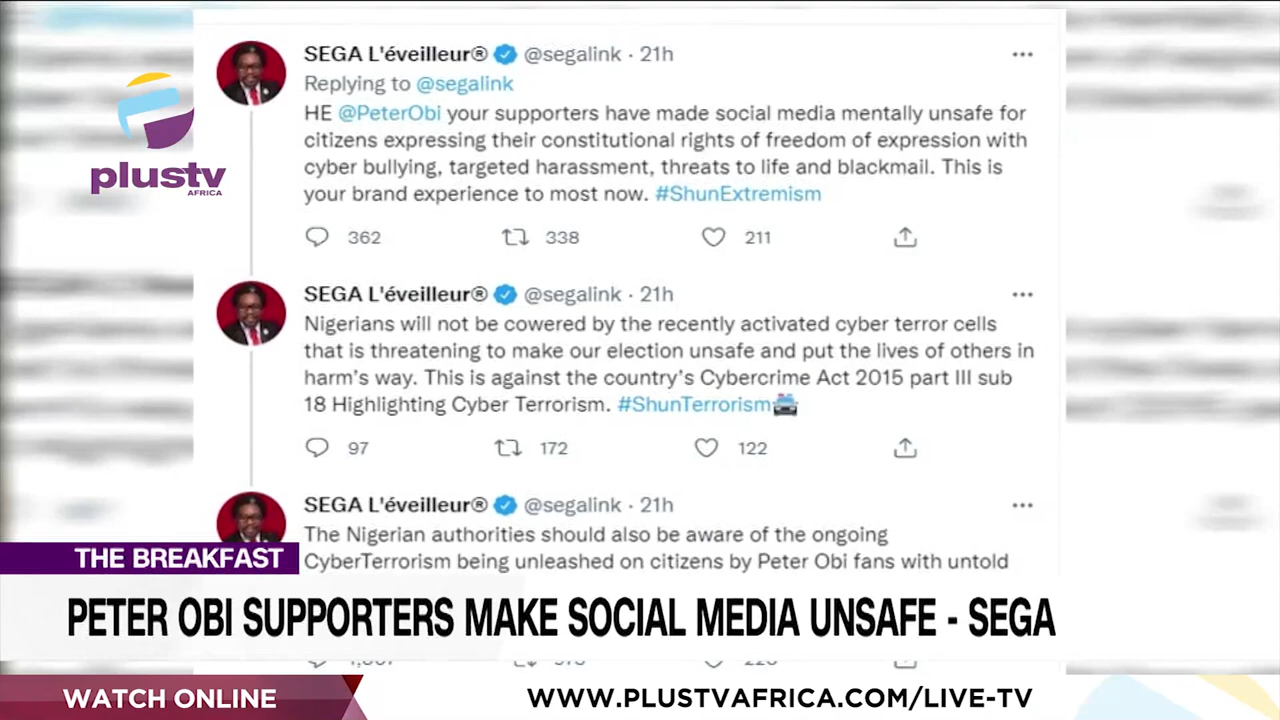 SEGA L'éveilleur® @segalink · 21h
Replying to @segalink
HE @PeterObi your supporters have made social media mentally unsafe for
citizens expressing their constitutional rights of freedom of expression with
cyber bullying, targeted harassment, threats to life and blackmail. This is
your brand experience to most now. #ShunExtremism
362 338 211
plustv
AFRICA
SEGA L'éveilleur® @segalink · 21h
Nigerians will not be cowered by the recently activated cyber terror cells
that is threatening to make our election unsafe and put the lives of others in
harm's way. This is against the country's Cybercrime Act 2015 part III sub
18 Highlighting Cyber Terrorism. #ShunTerrorism
97 172 122
SEGA L'éveilleur® @segalink · 21h
The Nigerian authorities should also be aware of the ongoing
CyberTerrorism being unleashed on citizens by Peter Obi fans with untold
THE BREAKFAST
PETER OBI SUPPORTERS MAKE SOCIAL MEDIA UNSAFE - SEGA
WATCH ONLINE
WWW.PLUSTVAFRICA.COM/LIVE-TV